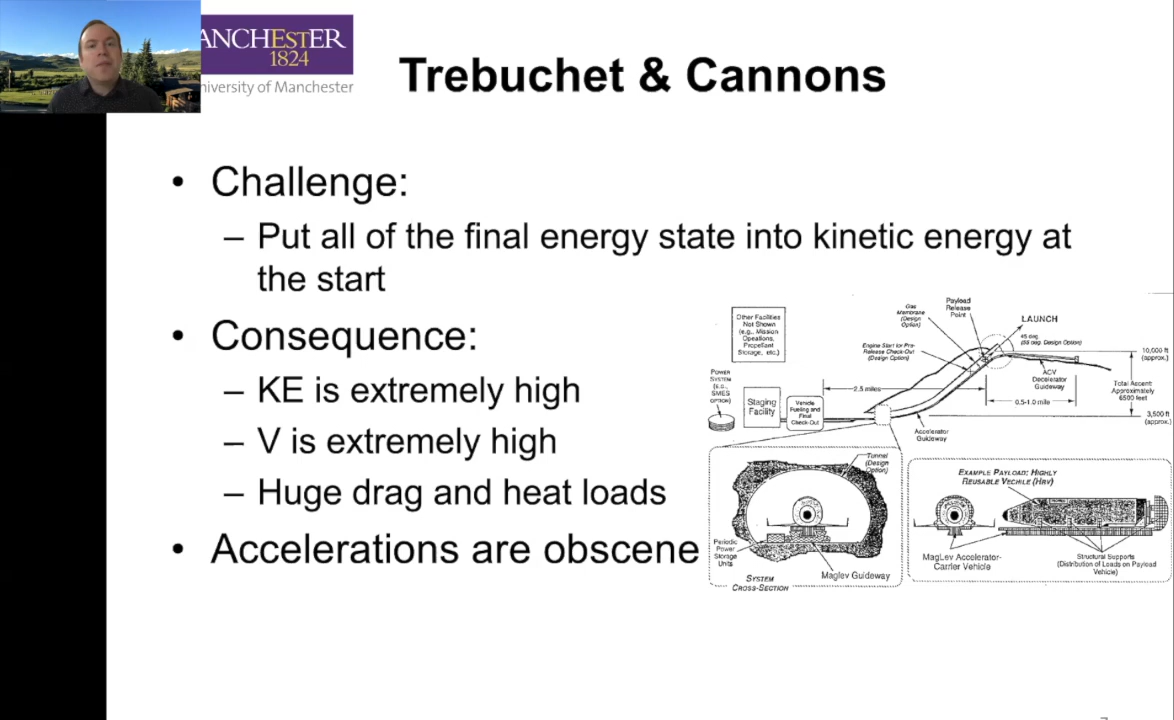 ANCHESTER
1824
niversity of Manchester
Trebuchet & Cannons
• Challenge:
– Put all of the final energy state into kinetic energy at
the start
• Consequence:
– KE is extremely high
– V is extremely high
– Huge drag and heat loads
• Accelerations are obscene
Other Facilities
Not Shown
(e.g., Mission
Operations,
Propellant
Storage, etc.)
Gas
Membrane
(Design
Option)
Payload
Release
Point
LAUNCH
45 deg
(55 deg. Design Option)
Engine Start for Pre-
Release Check-Out
(Design Option)
10,000 ft
(approx.)
Power
System
(e.g.,
SMES
option)
Staging
Facility
Vehicle
Fueling and
Final
Check-Out
2.5 miles
ACV
Decelerator
Guideway
0.5-1.0 mile
Total Ascent:
Approximately
6500 feet
3,500 ft
(approx.)
Accelerator
Guideway
Tunnel
(Design
Option)
Periodic
Power
Storage
Units
Maglev Guideway
System
Cross-Section
Example Payload: Highly
Reusable Vechile (HRV)
MagLev Accelerator-
Carrier Vehicle
Structural Supports
(Distribution of Loads on Payload
Vehicle)